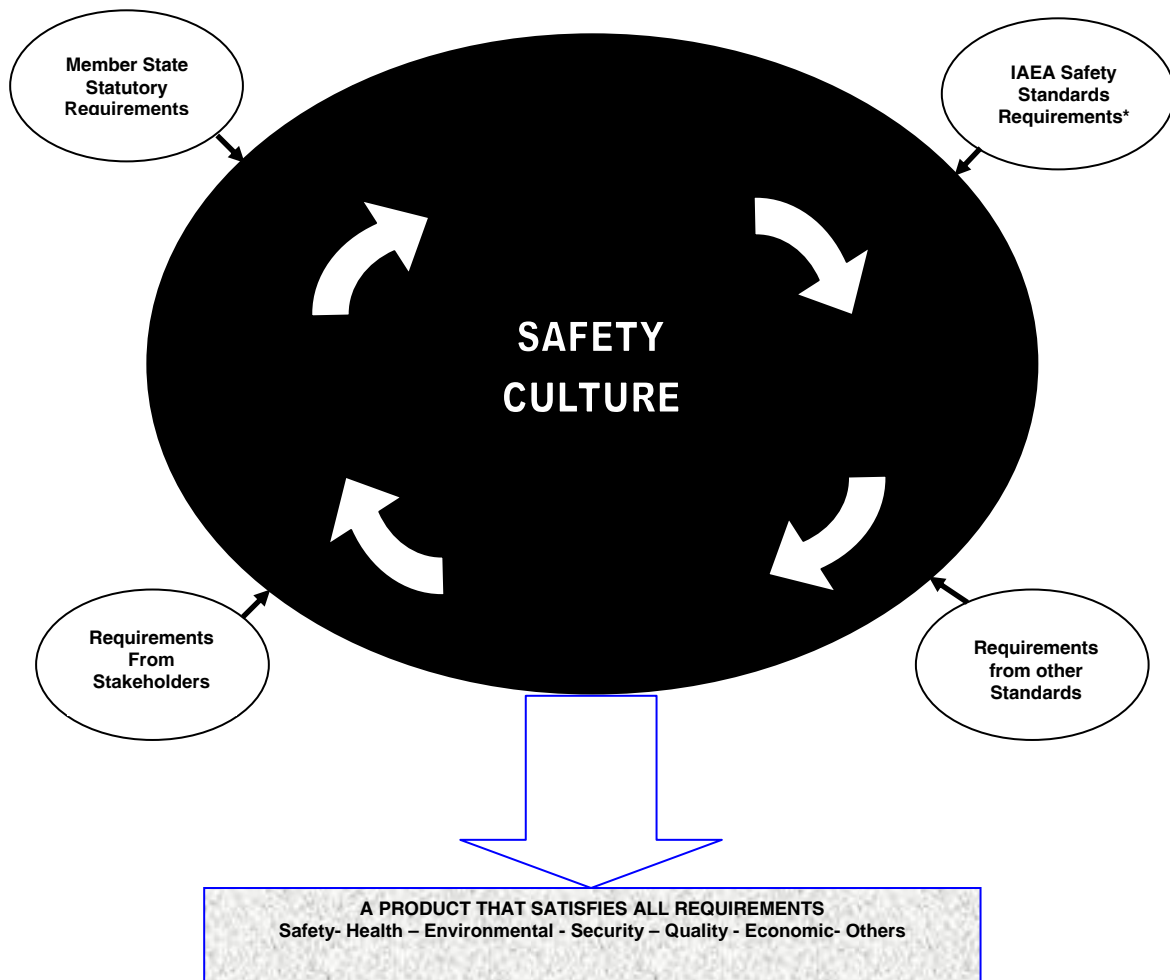 Member State
Statutory
Requirements
IAEA Safety
Standards
Requirements*
SAFETY
CULTURE
Requirements
From
Stakeholders
Requirements
from other
Standards
A PRODUCT THAT SATISFIES ALL REQUIREMENTS
Safety- Health – Environmental - Security – Quality - Economic- Others